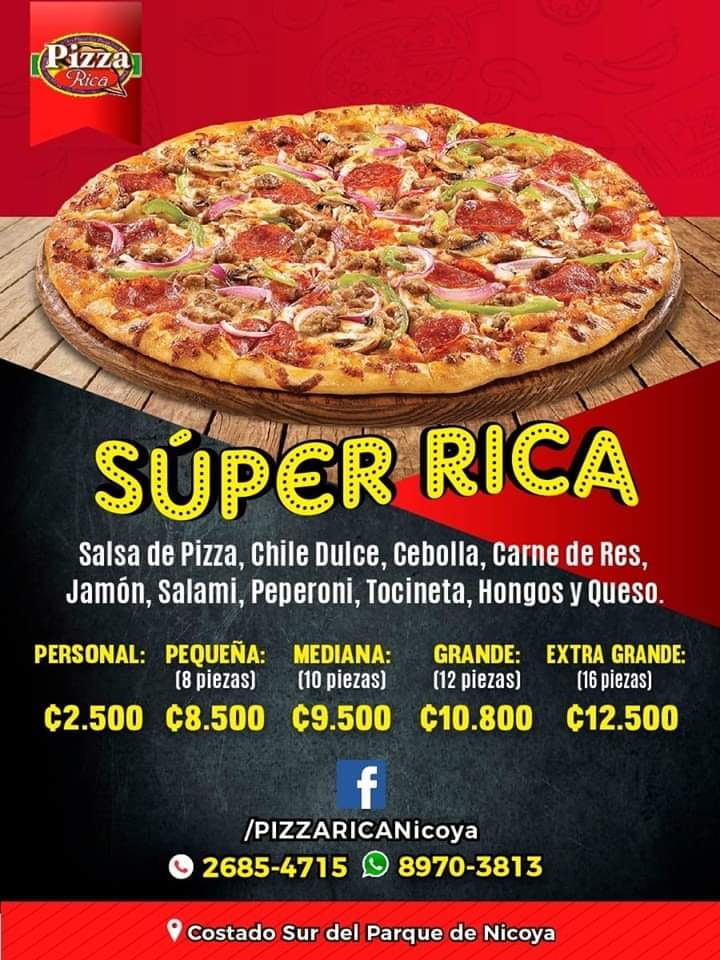 Pizza
Rica
SÚPER RICA
Salsa de Pizza, Chile Dulce, Cebolla, Carne de Res,
Jamón, Salami, Peperoni, Tocineta, Hongos y Queso.
PERSONAL: PEQUEÑA: MEDIANA: GRANDE: EXTRA GRANDE:
(8 piezas) (10 piezas) (12 piezas) (16 piezas)
₵2.500 ₵8.500 ₵9.500 ₵10.800 ₵12.500
f
/PIZZARICANicoya
2685-4715 8970-3813
Costado Sur del Parque de Nicoya